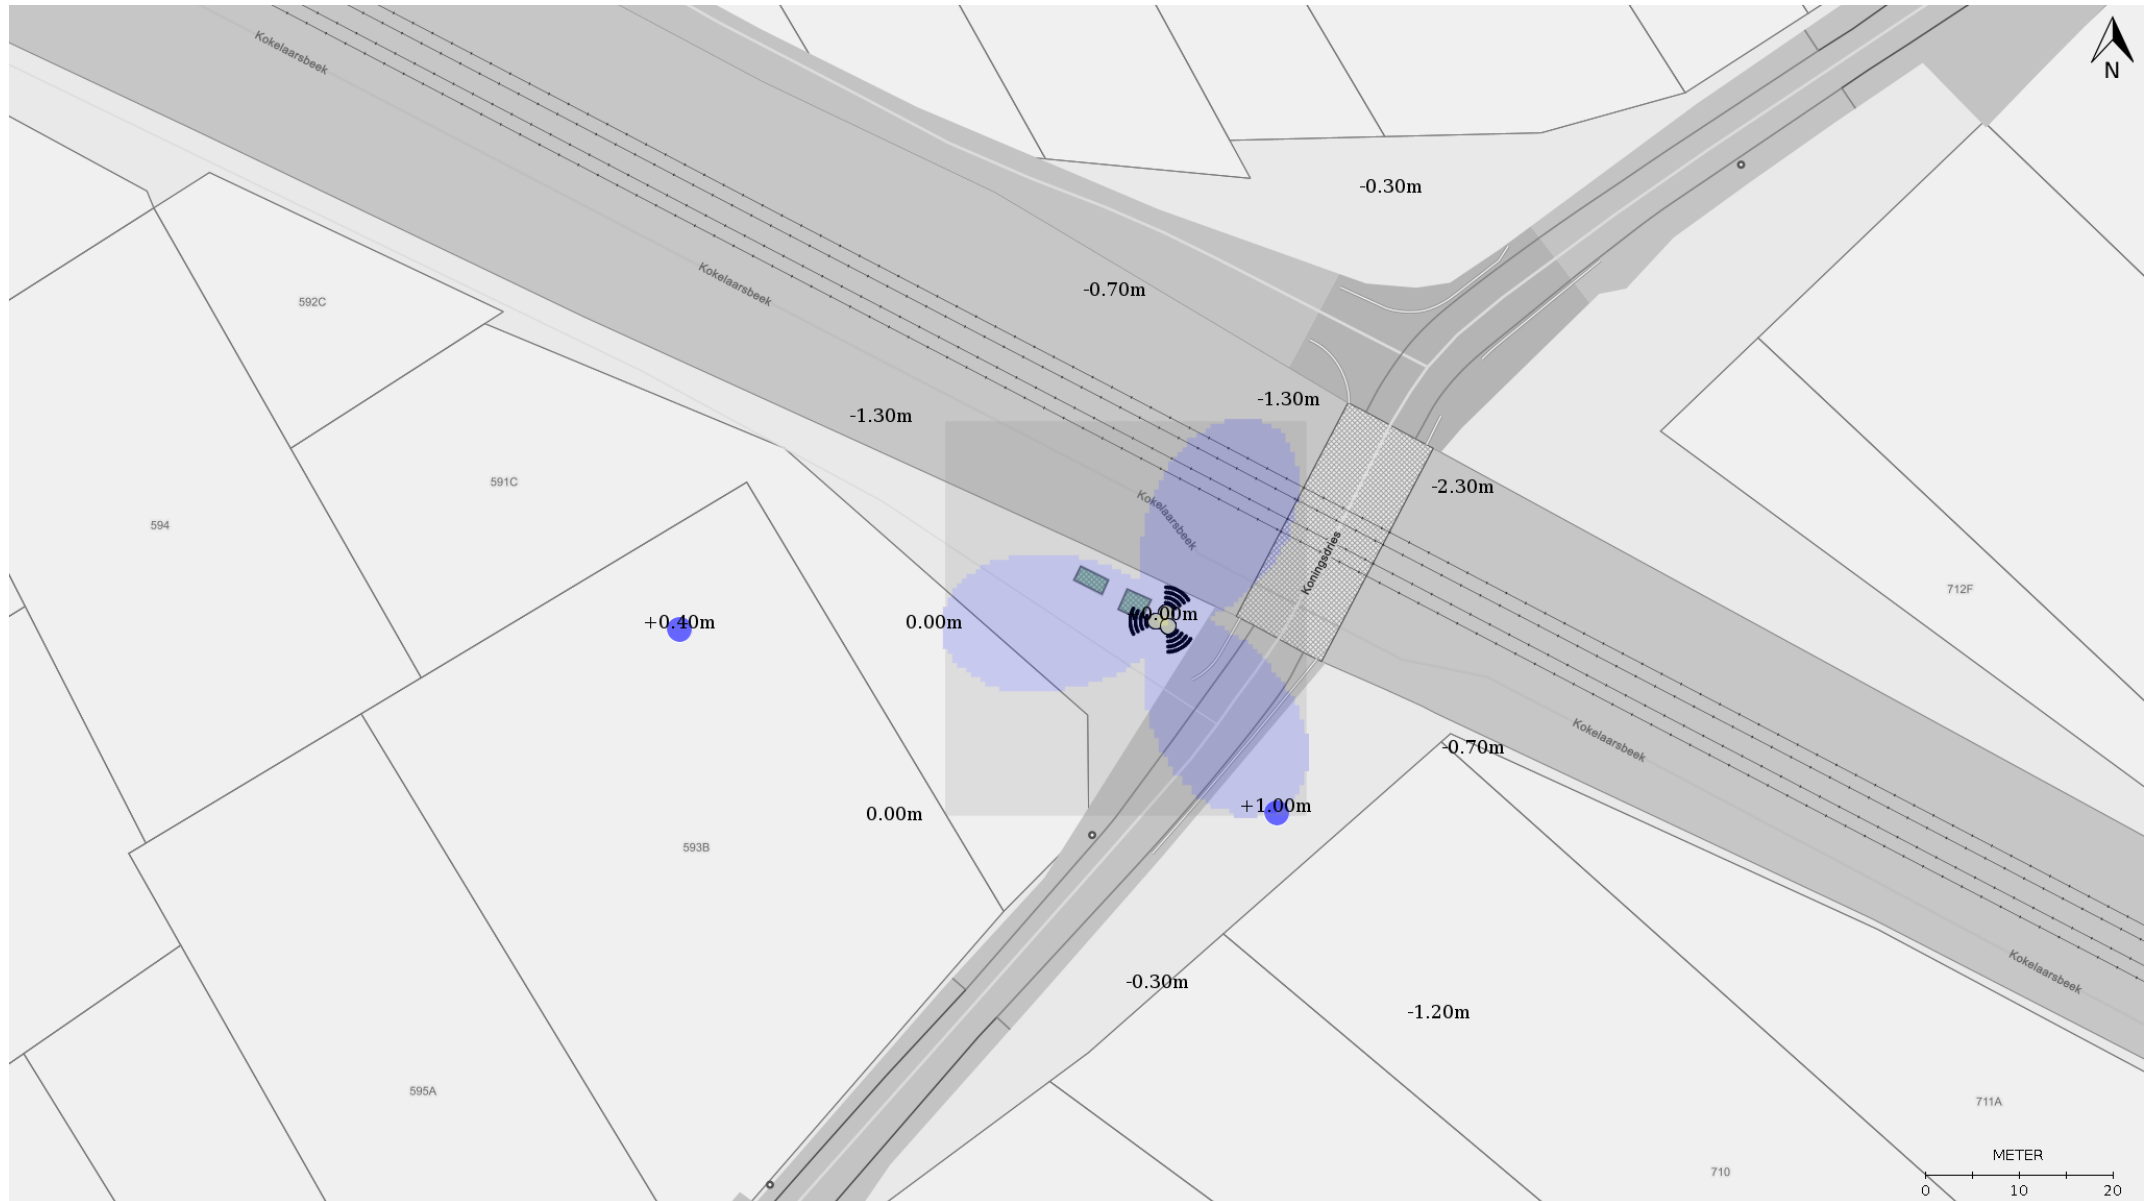 Kokelaarsbeek
N
-0.30m
Kokelaarsbeek
-0.70m
592C
-1.30m
-1.30m
591C
-2.30m
594
Kokelaarsbeek
Koningsdries
712F
+0.40m
0.00m
0.00m
Kokelaarsbeek
-0.70m
+1.00m
0.00m
593B
Kokelaarsbeek
-0.30m
-1.20m
595A
711A
METER
710
0 10 20